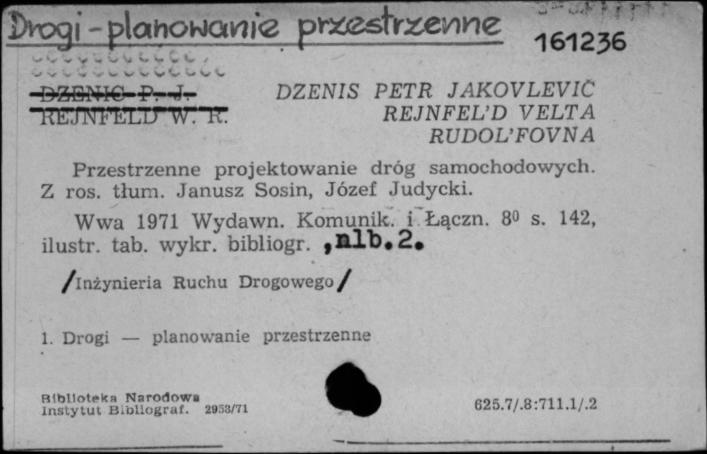 Drogi - planowanie przestrzenne
161236
DZENIC P. J.
REJNFELD W. R.
DZENIS PETR JAKOVLEVIČ
REJNFEL'D VELTA
RUDOL'FOVNA
Przestrzenne projektowanie dróg samochodowych.
Z ros. tłum. Janusz Sosin, Józef Judycki.
Wwa 1971 Wydawn. Komunik. i Łączn. 8⁰ s. 142,
ilustr. tab. wykr. bibliogr. ,nlb.2.
/Inżynieria Ruchu Drogowego/
1. Drogi — planowanie przestrzenne
Biblioteka Narodowa
Instytut Bibliograf. 2953/71
625.7/.8:711.1/.2